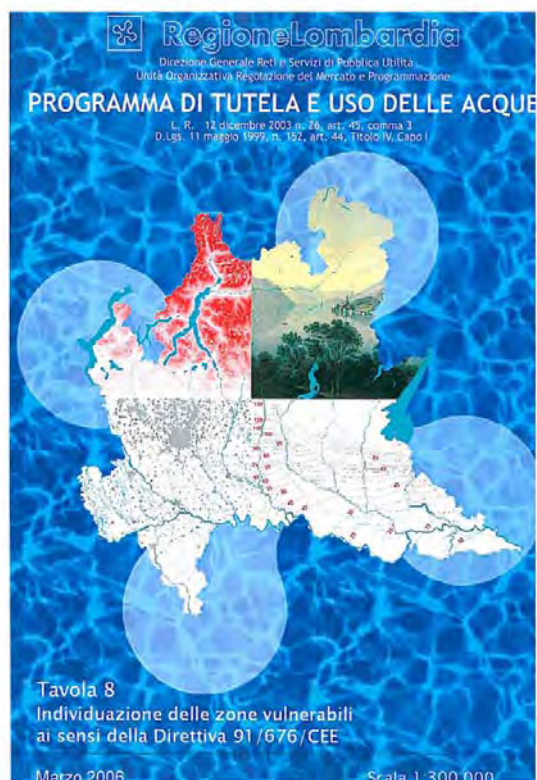 RegioneLombardia
Direzione Generale Reti e Servizi di Pubblica Utilità
Unità Organizzativa Regolazione del Mercato e Programmazione
PROGRAMMA DI TUTELA E USO DELLE ACQUE
L. R. 12 dicembre 2003 n. 26, art. 45, comma 3
D.Lgs. 11 maggio 1999, n. 152, art. 44, Titolo IV, Capo I
Tavola 8
Individuazione delle zone vulnerabili
ai sensi della Direttiva 91/676/CEE
Marzo 2006
Scala 1:300.000